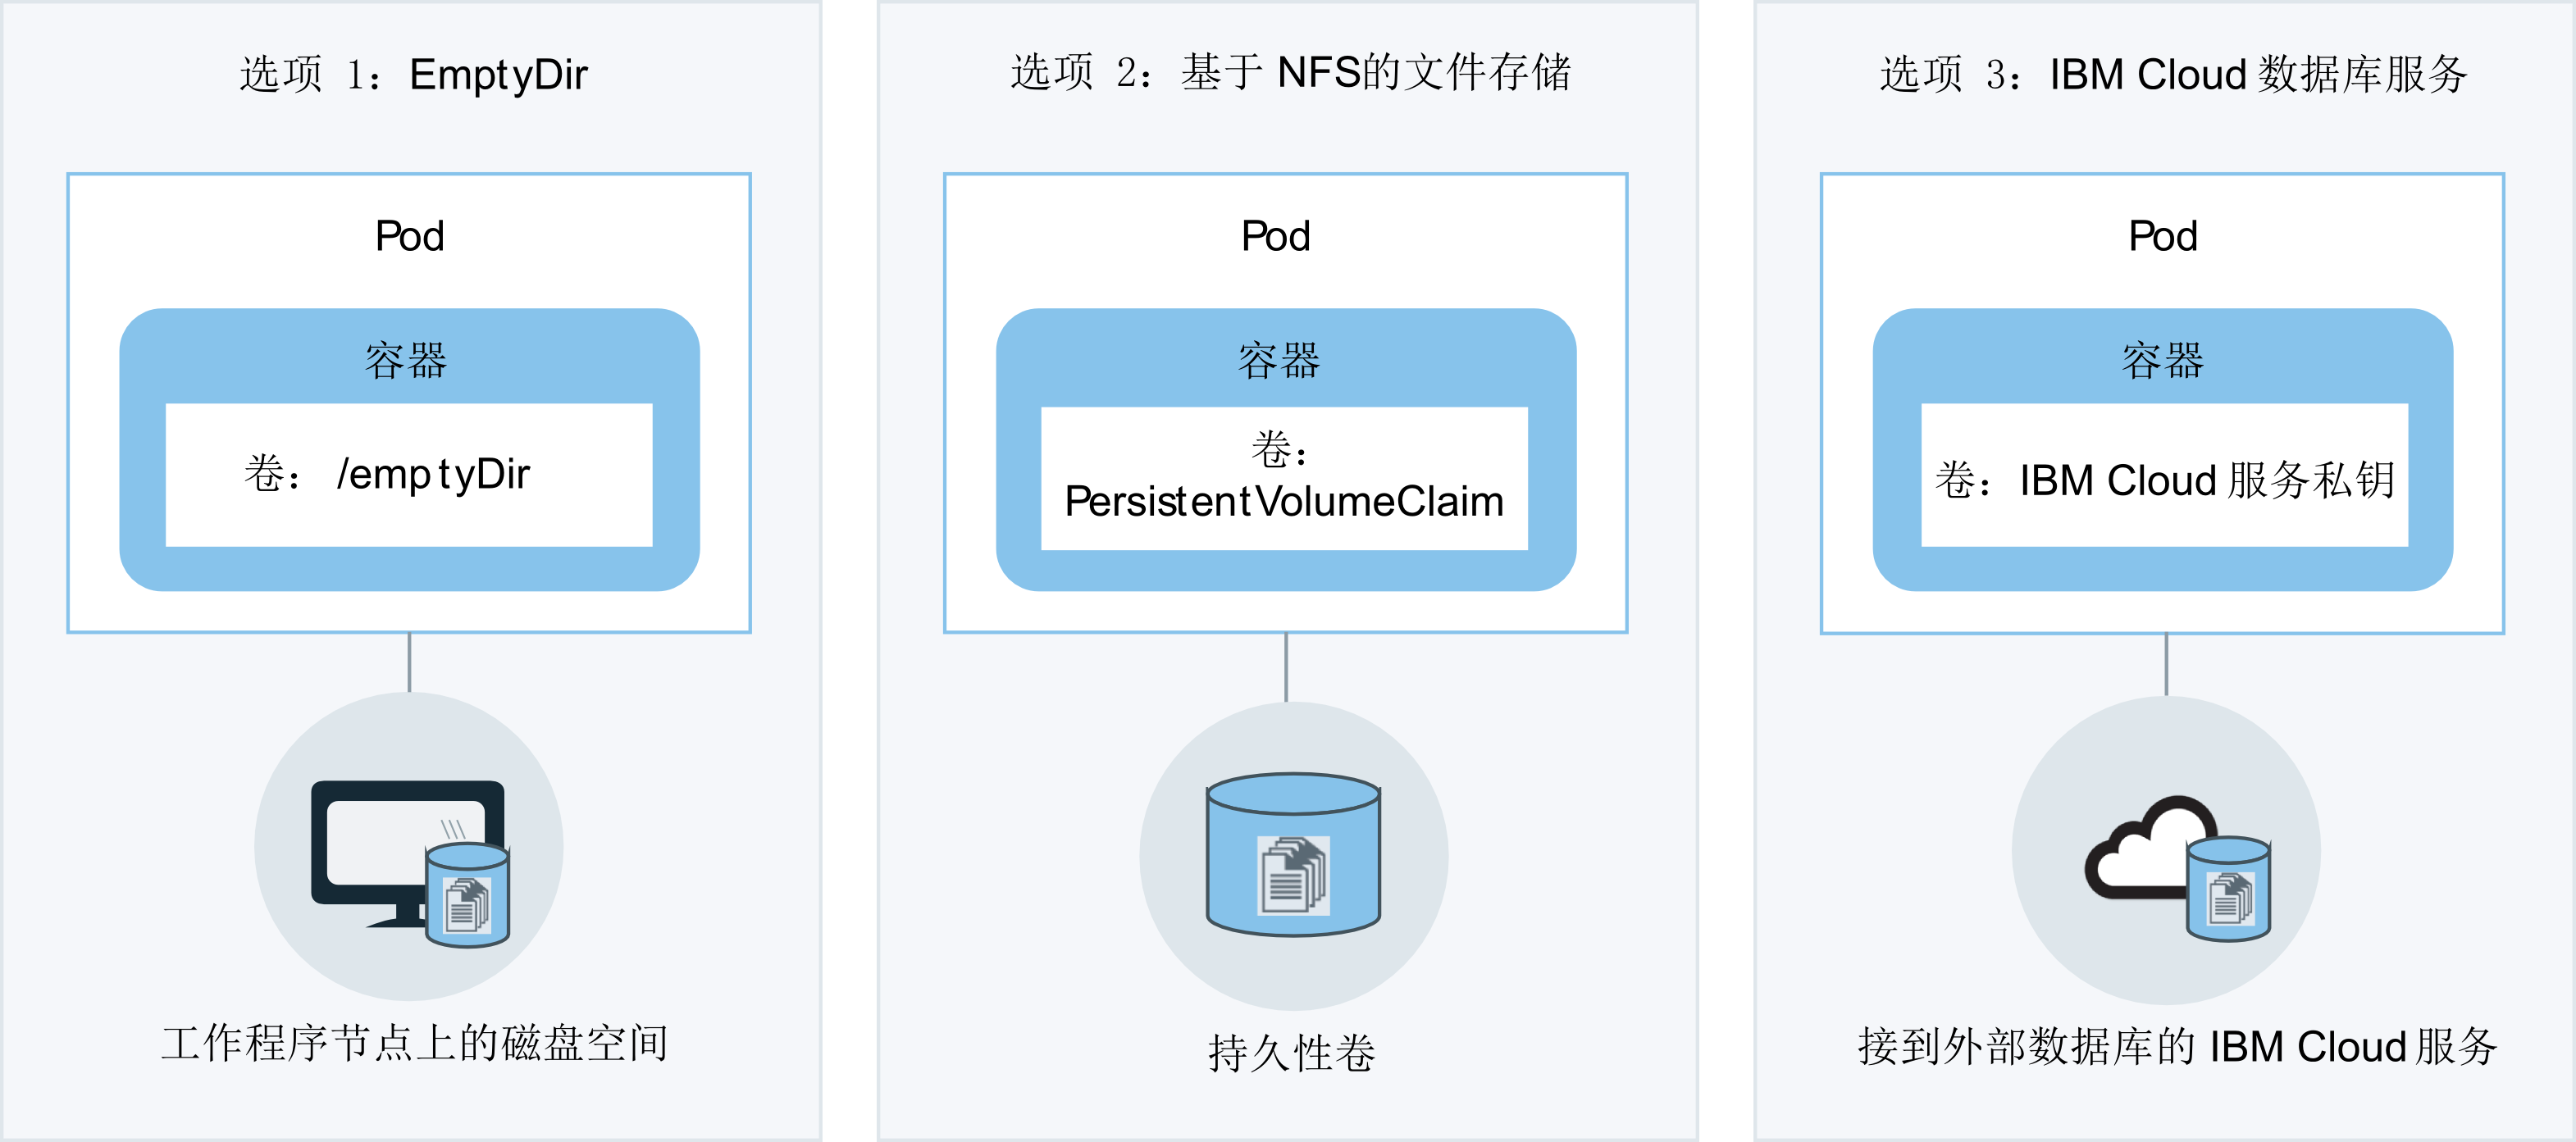 选项 1：EmptyDir
Pod
容器
卷：/emptyDir
工作程序节点上的磁盘空间
选项 2：基于 NFS的文件存储
Pod
容器
卷：
PersistentVolumeClaim
持久性卷
选项 3：IBM Cloud 数据库服务
Pod
容器
卷：IBM Cloud 服务私钥
接到外部数据库的 IBM Cloud 服务